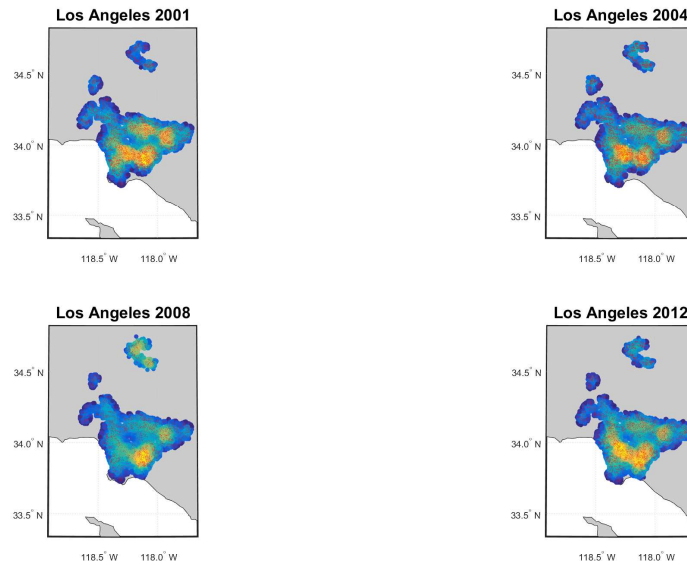 Los Angeles 2001
34.5° N
34.0° N
33.5° N
118.5° W 118.0° W
Los Angeles 2004
34.5° N
34.0° N
33.5° N
118.5° W 118.0° W
Los Angeles 2008
34.5° N
34.0° N
33.5° N
118.5° W 118.0° W
Los Angeles 2012
34.5° N
34.0° N
33.5° N
118.5° W 118.0° W